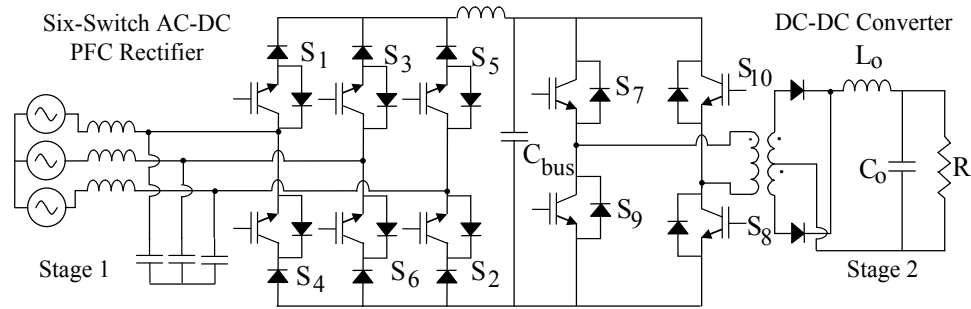 Six-Switch AC-DC
PFC Rectifier
DC-DC Converter
S1
S3
S5
S7
S10
Lo
Cbus
Co
R
S9
S8
Stage 1
S4
S6
S2
Stage 2